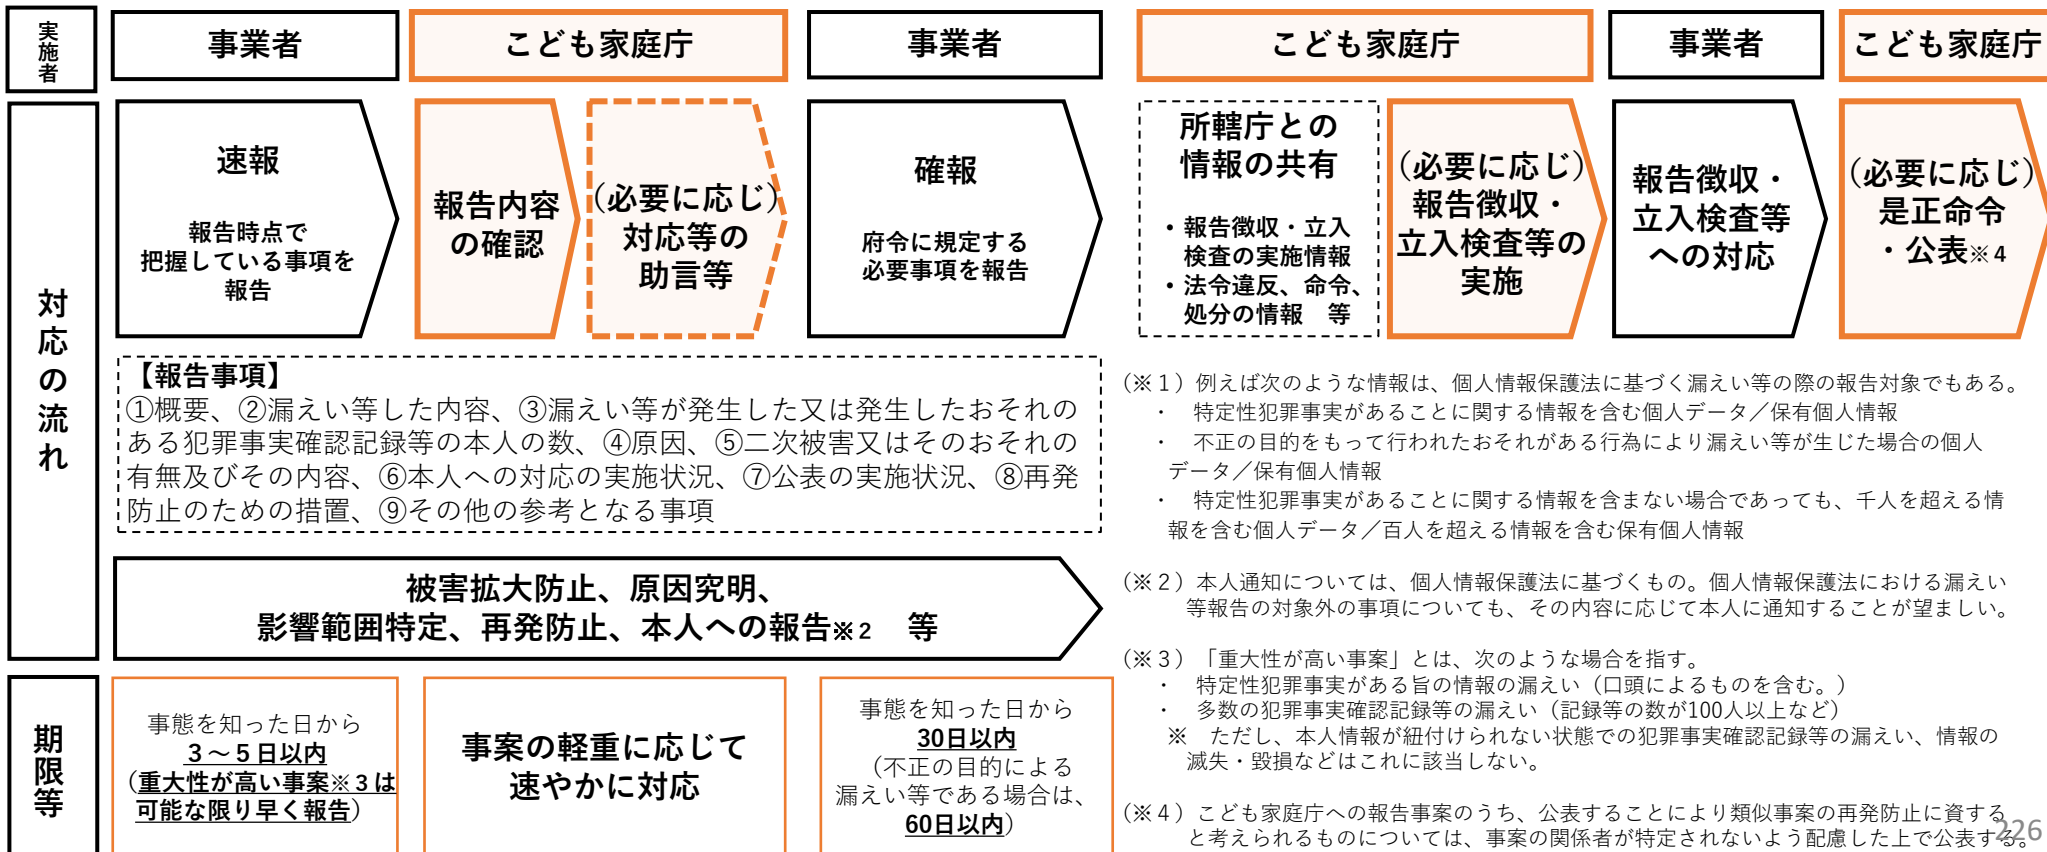 実施者
事業者
こども家庭庁
事業者
こども家庭庁
事業者
こども家庭庁
対応の流れ
速報
報告時点で
把握している事項を
報告
報告内容
の確認
(必要に応じ)
対応等の
助言等
確報
府令に規定する
必要事項を報告
所轄庁との
情報の共有
・報告徴収・立入
検査の実施情報
・法令違反、命令、
処分の情報　等
(必要に応じ)
報告徴収・
立入検査等の
実施
報告徴収・
立入検査等
への対応
(必要に応じ)
是正命令
・公表※4
【報告事項】
①概要、②漏えい等した内容、③漏えい等が発生した又は発生したおそれの
ある犯罪事実確認記録等の本人の数、④原因、⑤二次被害又はそのおそれの
有無及びその内容、⑥本人への対応の実施状況、⑦公表の実施状況、⑧再発
防止のための措置、⑨その他の参考となる事項
被害拡大防止、原因究明、
影響範囲特定、再発防止、本人への報告※2　等
期限等
事態を知った日から
3～5日以内
(重大性が高い事案※3は
可能な限り早く報告)
事案の軽重に応じて
速やかに対応
事態を知った日から
30日以内
(不正の目的による
漏えい等である場合は、
60日以内)
(※1) 例えば次のような情報は、個人情報保護法に基づく漏えい等の際の報告対象でもある。
・　特定性犯罪事実があることに関する情報を含む個人データ／保有個人情報
・　不正の目的をもって行われたおそれがある行為により漏えい等が生じた場合の個人
データ／保有個人情報
・　特定性犯罪事実があることに関する情報を含まない場合であっても、千人を超える情
報を含む個人データ／百人を超える情報を含む保有個人情報
(※2) 本人通知については、個人情報保護法に基づくもの。個人情報保護法における漏えい
等報告の対象外の事項についても、その内容に応じて本人に通知することが望ましい。
(※3) 「重大性が高い事案」とは、次のような場合を指す。
・　特定性犯罪事実がある旨の情報の漏えい（口頭によるものを含む。）
・　多数の犯罪事実確認記録等の漏えい（記録等の数が100人以上など）
※　ただし、本人情報が紐付けられない状態での犯罪事実確認記録等の漏えい、情報の
滅失・毀損などはこれに該当しない。
(※4) こども家庭庁への報告事案のうち、公表することにより類似事案の再発防止に資する
と考えられるものについては、事案の関係者が特定されないよう配慮した上で公表する。
226